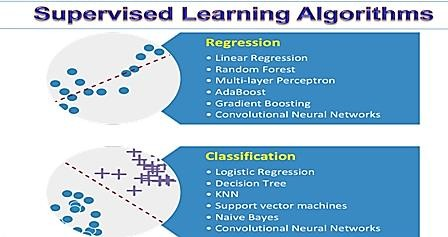 Supervised Learning Algorithms
Regression
• Linear Regression
• Random Forest
• Multi-layer Perceptron
• AdaBoost
• Gradient Boosting
• Convolutional Neural Networks
Classification
• Logistic Regression
• Decision Tree
• KNN
• Support vector machines
• Naive Bayes
• Convolutional Neural Networks